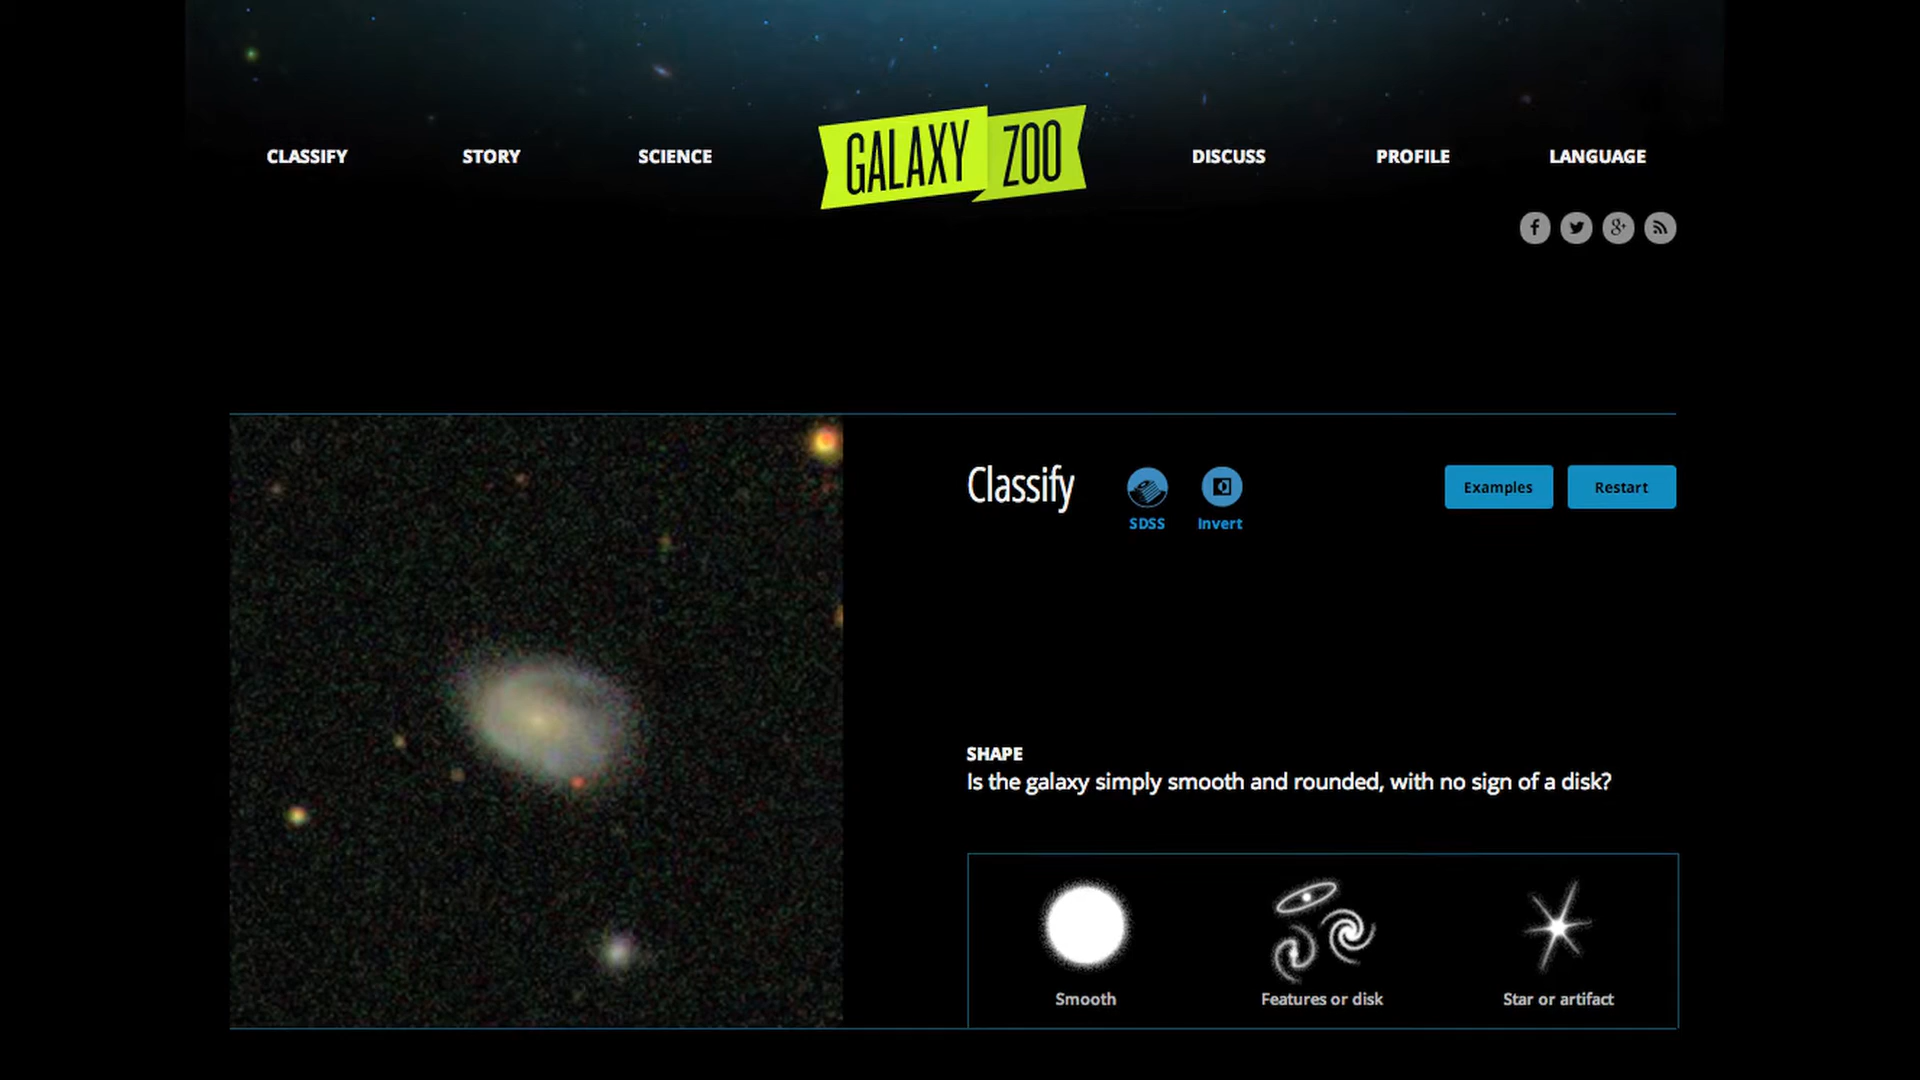 CLASSIFY STORY SCIENCE GALAXY ZOO DISCUSS PROFILE LANGUAGE
Classify
SDSS
Invert
Examples
Restart
SHAPE
Is the galaxy simply smooth and rounded, with no sign of a disk?
Smooth
Features or disk
Star or artifact